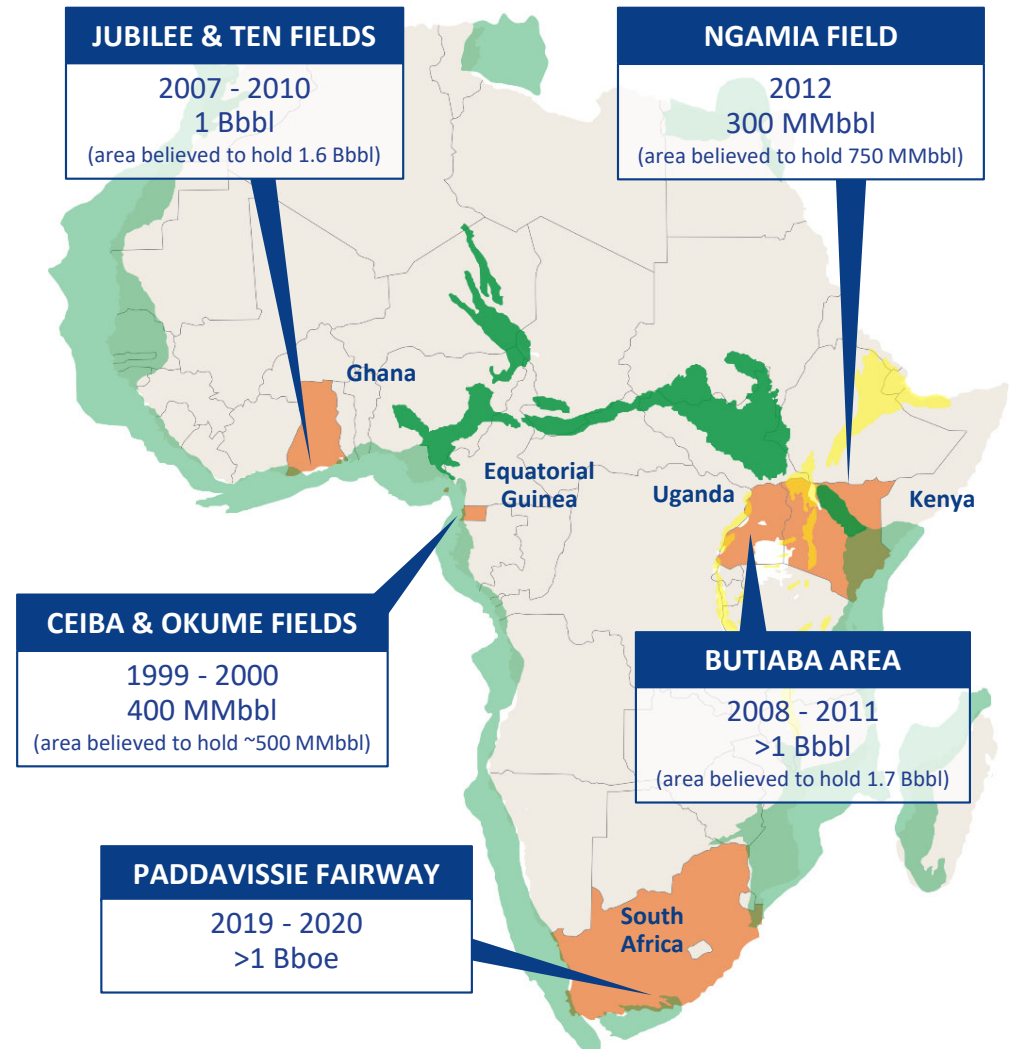 JUBILEE & TEN FIELDS
2007 - 2010
1 Bbbl
(area believed to hold 1.6 Bbbl)
NGAMIA FIELD
2012
300 MMbbl
(area believed to hold 750 MMbbl)
Ghana
Equatorial
Guinea
Uganda
Kenya
CEIBA & OKUME FIELDS
1999 - 2000
400 MMbbl
(area believed to hold ~500 MMbbl)
BUTIABA AREA
2008 - 2011
>1 Bbbl
(area believed to hold 1.7 Bbbl)
PADDAVISSIE FAIRWAY
2019 - 2020
>1 Bboe
South
Africa